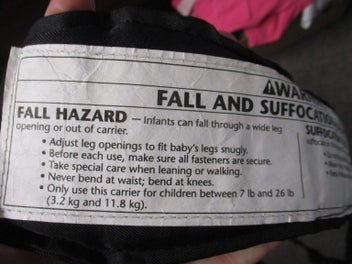 ⚠WAR
FALL AND SUFFOCATIO
FALL HAZARD — Infants can fall through a wide leg
opening or out of carrier.
• Adjust leg openings to fit baby's legs snugly.
• Before each use, make sure all fasteners are secure.
• Take special care when leaning or walking.
• Never bend at waist; bend at knees.
• Only use this carrier for children between 7 lb and 26 lb
(3.2 kg and 11.8 kg).
SUFFOCA